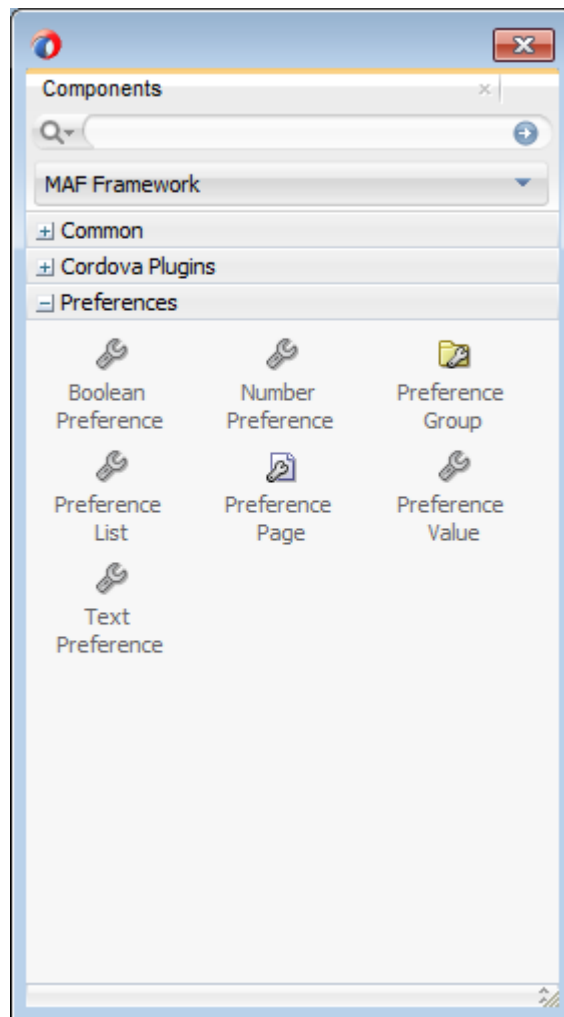 Components
MAF Framework
Common
Cordova Plugins
Preferences
Boolean Preference
Number Preference
Preference Group
Preference List
Preference Page
Preference Value
Text Preference